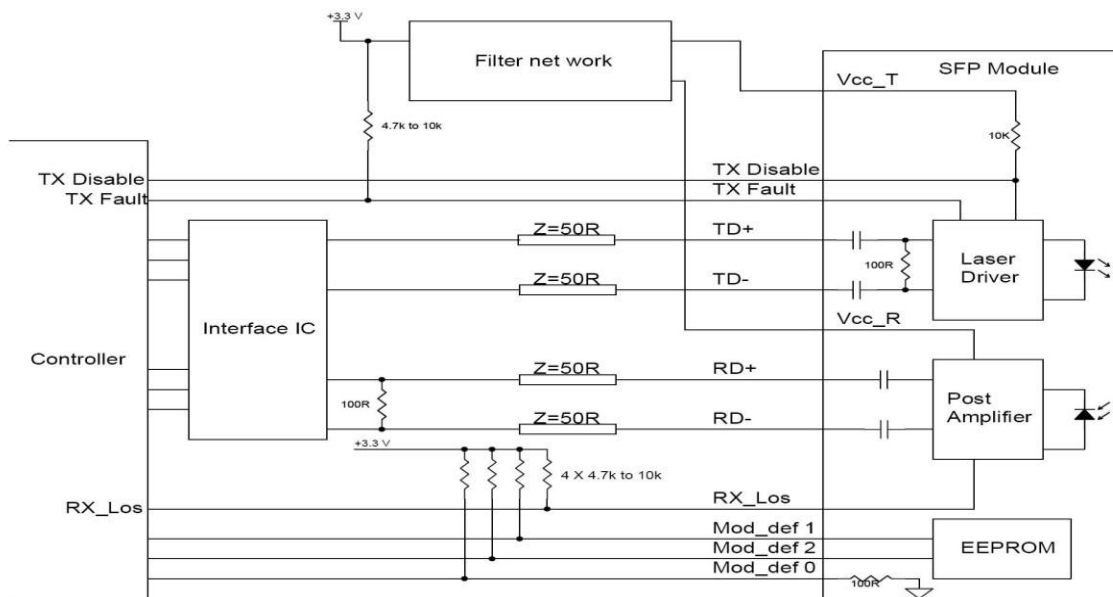 +3.3 V
Filter net work
SFP Module
Vcc_T
4.7k to 10k
10K
TX Disable
TX Disable
TX Fault
TX Fault
Z=50R
TD+
Laser
Driver
100R
Z=50R
TD-
Interface IC
Vcc_R
Controller
Z=50R
RD+
Post
Amplifier
100R
Z=50R
RD-
+3.3 V
4 X 4.7k to 10k
RX_Los
RX_Los
Mod_def 1
Mod_def 2
EEPROM
Mod_def 0
100R